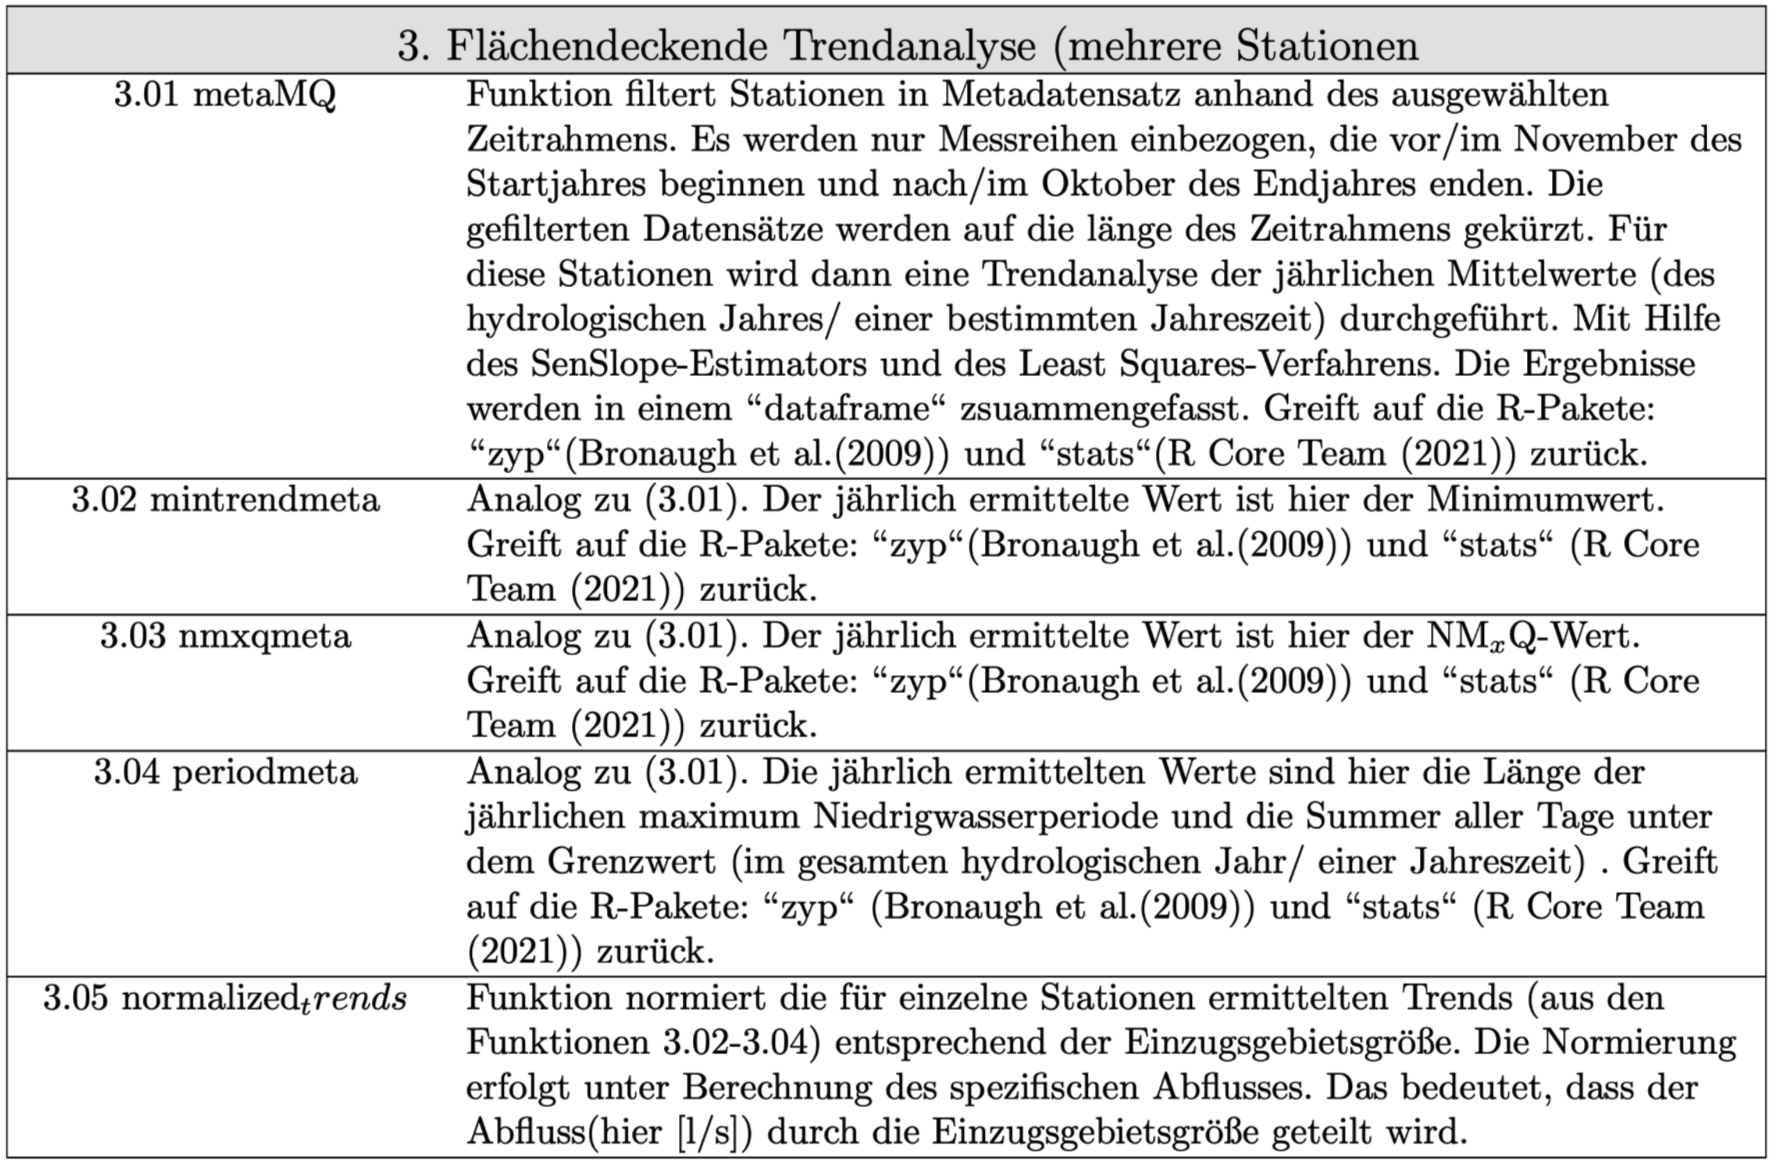 3. Flächendeckende Trendanalyse (mehrere Stationen
3.01 metaMQ
Funktion filtert Stationen in Metadatensatz anhand des ausgewählten
Zeitrahmens. Es werden nur Messreihen einbezogen, die vor/im November des
Startjahres beginnen und nach/im Oktober des Endjahres enden. Die
gefilterten Datensätze werden auf die länge des Zeitrahmens gekürzt. Für
diese Stationen wird dann eine Trendanalyse der jährlichen Mittelwerte (des
hydrologischen Jahres/ einer bestimmten Jahreszeit) durchgeführt. Mit Hilfe
des SenSlope-Estimators und des Least Squares-Verfahrens. Die Ergebnisse
werden in einem “dataframe“ zsuammengefasst. Greift auf die R-Pakete:
“zyp“(Bronaugh et al.(2009)) und “stats“(R Core Team (2021)) zurück.
3.02 mintrendmeta
Analog zu (3.01). Der jährlich ermittelte Wert ist hier der Minimumwert.
Greift auf die R-Pakete: “zyp“(Bronaugh et al.(2009)) und “stats“ (R Core
Team (2021)) zurück.
3.03 nmxqmeta
Analog zu (3.01). Der jährlich ermittelte Wert ist hier der NMₓQ-Wert.
Greift auf die R-Pakete: “zyp“(Bronaugh et al.(2009)) und “stats“ (R Core
Team (2021)) zurück.
3.04 periodmeta
Analog zu (3.01). Die jährlich ermittelten Werte sind hier die Länge der
jährlichen maximum Niedrigwasserperiode und die Summer aller Tage unter
dem Grenzwert (im gesamten hydrologischen Jahr/ einer Jahreszeit) . Greift
auf die R-Pakete: “zyp“ (Bronaugh et al.(2009)) und “stats“ (R Core Team
(2021)) zurück.
3.05 normalizedₜrends
Funktion normiert die für einzelne Stationen ermittelten Trends (aus den
Funktionen 3.02-3.04) entsprechend der Einzugsgebietsgröße. Die Normierung
erfolgt unter Berechnung des spezifischen Abflusses. Das bedeutet, dass der
Abfluss(hier [l/s]) durch die Einzugsgebietsgröße geteilt wird.